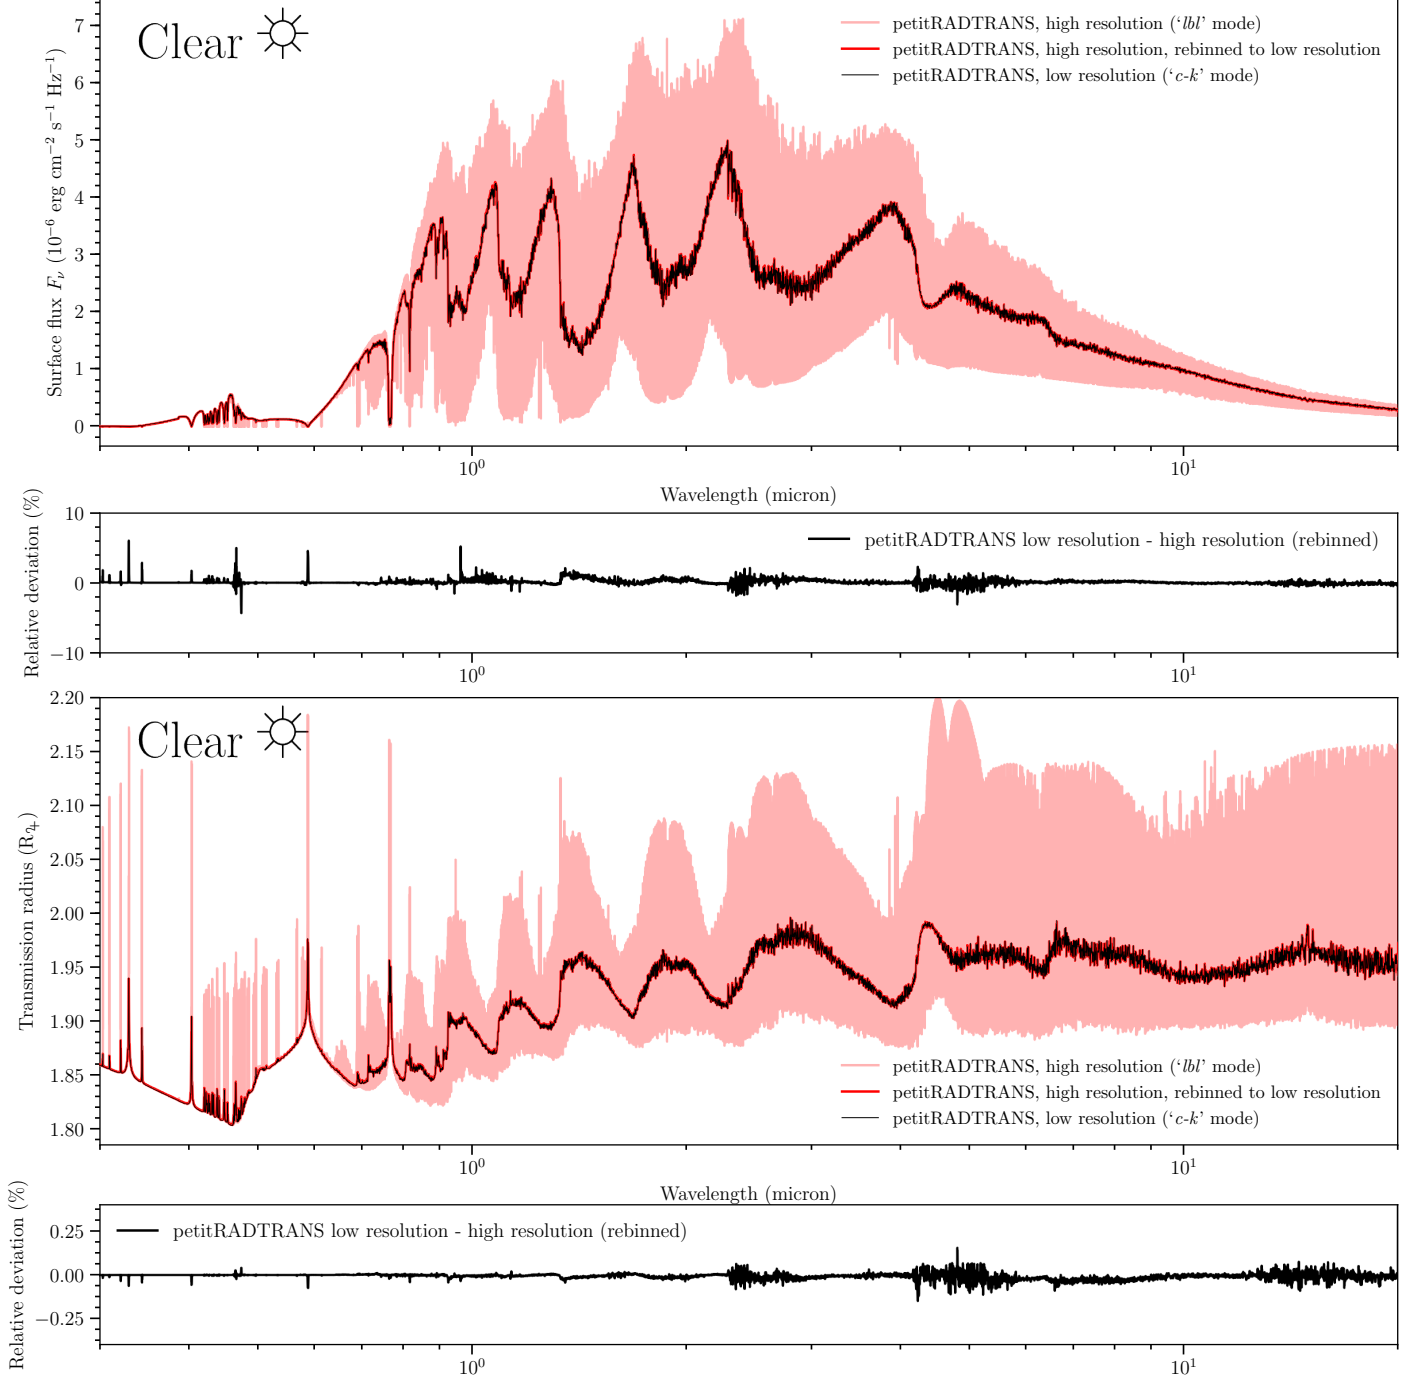 Clear
petitRADTRANS, high resolution (‘lbl’ mode)
petitRADTRANS, high resolution, rebinned to low resolution
petitRADTRANS, low resolution (‘c-k’ mode)
Surface flux Fν (10⁻⁶ erg cm⁻² s⁻¹ Hz⁻¹)
7
6
5
4
3
2
1
0
10⁰ 10¹
Wavelength (micron)
petitRADTRANS low resolution - high resolution (rebinned)
Relative deviation (%)
10
0
−10
10⁰ 10¹
Clear
Transmission radius (R♃)
2.20
2.15
2.10
2.05
2.00
1.95
1.90
1.85
1.80
petitRADTRANS, high resolution (‘lbl’ mode)
petitRADTRANS, high resolution, rebinned to low resolution
petitRADTRANS, low resolution (‘c-k’ mode)
10⁰ 10¹
Wavelength (micron)
petitRADTRANS low resolution - high resolution (rebinned)
Relative deviation (%)
0.25
0.00
−0.25
10⁰ 10¹